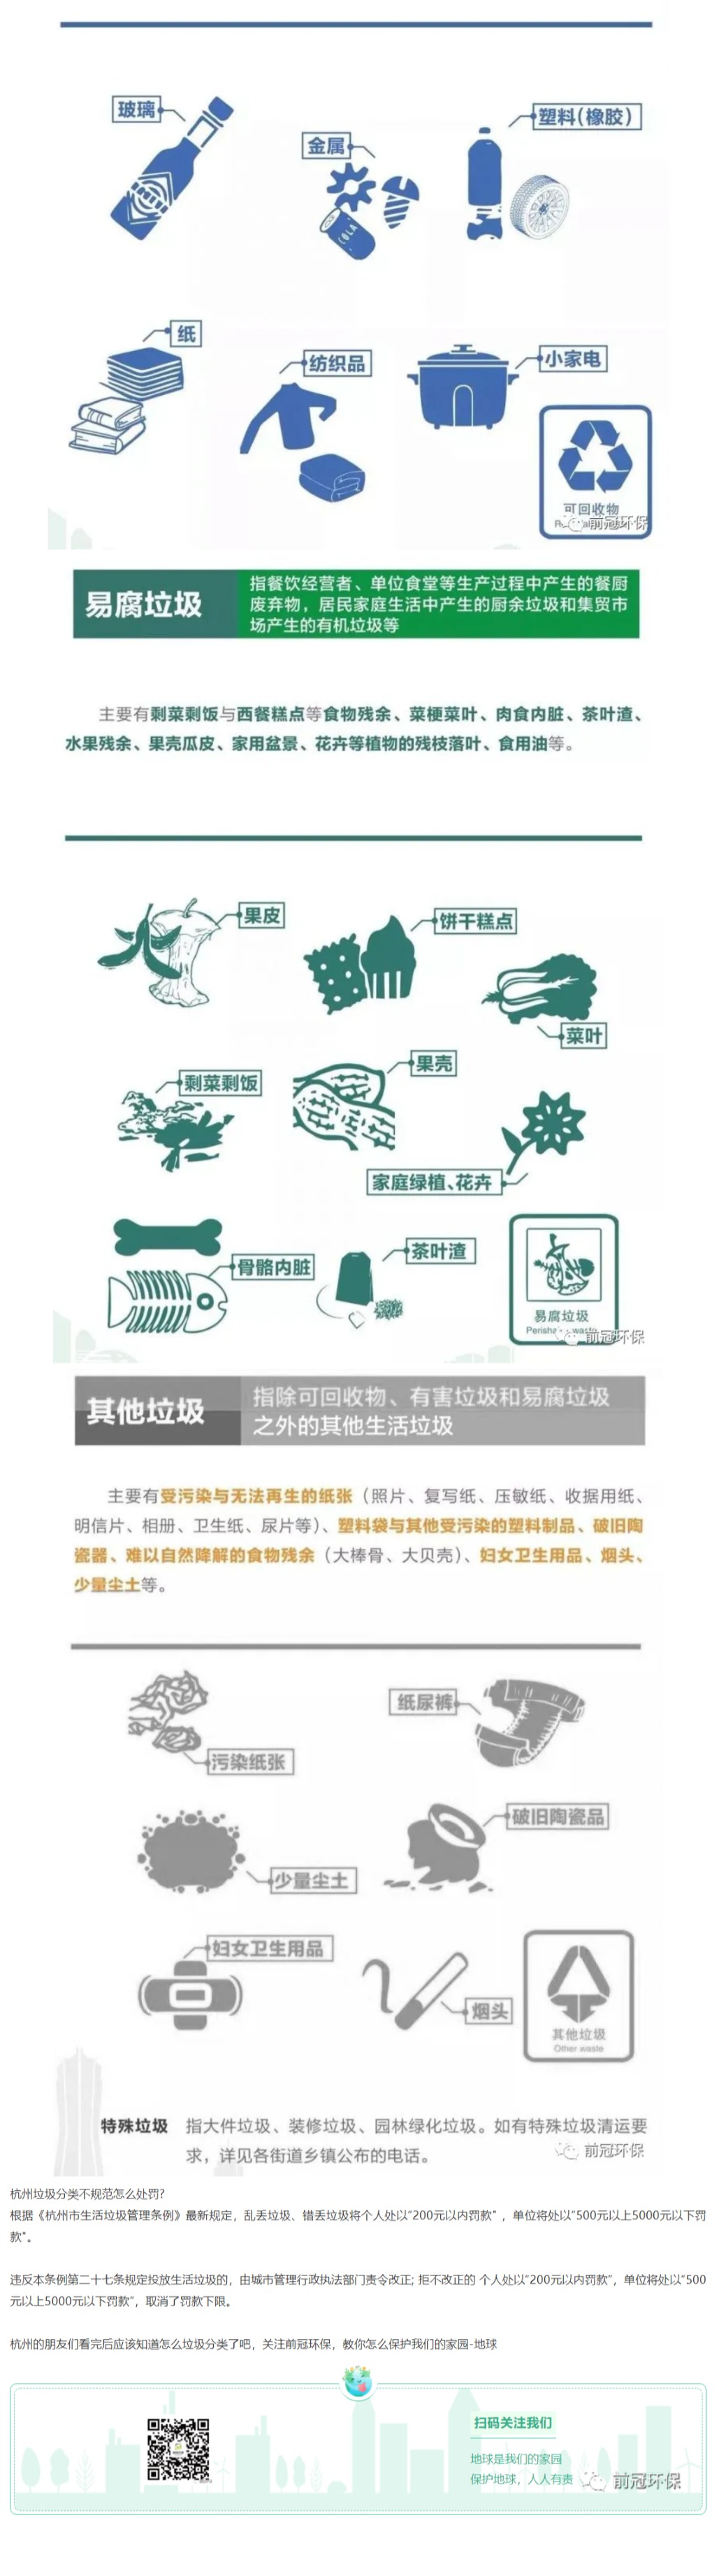 玻璃
金属
塑料(橡胶)
COLA
纸
纺织品
小家电
可回收物
前冠环保
易腐垃圾
指餐饮经营者、单位食堂等生产过程中产生的餐厨
废弃物，居民家庭生活中产生的厨余垃圾和集贸市
场产生的有机垃圾等
主要有剩菜剩饭与西餐糕点等食物残余、菜梗菜叶、肉食内脏、茶叶渣、
水果残余、果壳瓜皮、家用盆景、花卉等植物的残枝落叶、食用油等。
果皮
饼干糕点
菜叶
果壳
剩菜剩饭
家庭绿植、花卉
茶叶渣
骨骼内脏
易腐垃圾
Perishable waste
前冠环保
其他垃圾
指除可回收物、有害垃圾和易腐垃圾
之外的其他生活垃圾
主要有受污染与无法再生的纸张（照片、复写纸、压敏纸、收据用纸、
明信片、相册、卫生纸、尿片等）、塑料袋与其他受污染的塑料制品、破旧陶
瓷器、难以自然降解的食物残余（大棒骨、大贝壳）、妇女卫生用品、烟头、
少量尘土等。
纸尿裤
污染纸张
破旧陶瓷品
少量尘土
妇女卫生用品
烟头
其他垃圾
Other waste
特殊垃圾 指大件垃圾、装修垃圾、园林绿化垃圾。如有特殊垃圾清运要
求，详见各街道乡镇公布的电话。
前冠环保
杭州垃圾分类不规范怎么处罚?
根据《杭州市生活垃圾管理条例》最新规定，乱丢垃圾、错丢垃圾将个人处以"200元以内罚款"，单位将处以"500元以上5000元以下罚
款"。
违反本条例第二十七条规定投放生活垃圾的，由城市管理行政执法部门责令改正; 拒不改正的 个人处以"200元以内罚款"，单位将处以"500
元以上5000元以下罚款"，取消了罚款下限。
杭州的朋友们看完后应该知道怎么垃圾分类了吧，关注前冠环保，教你怎么保护我们的家园-地球
扫码关注我们
地球是我们的家园
保护地球，人人有责
前冠环保